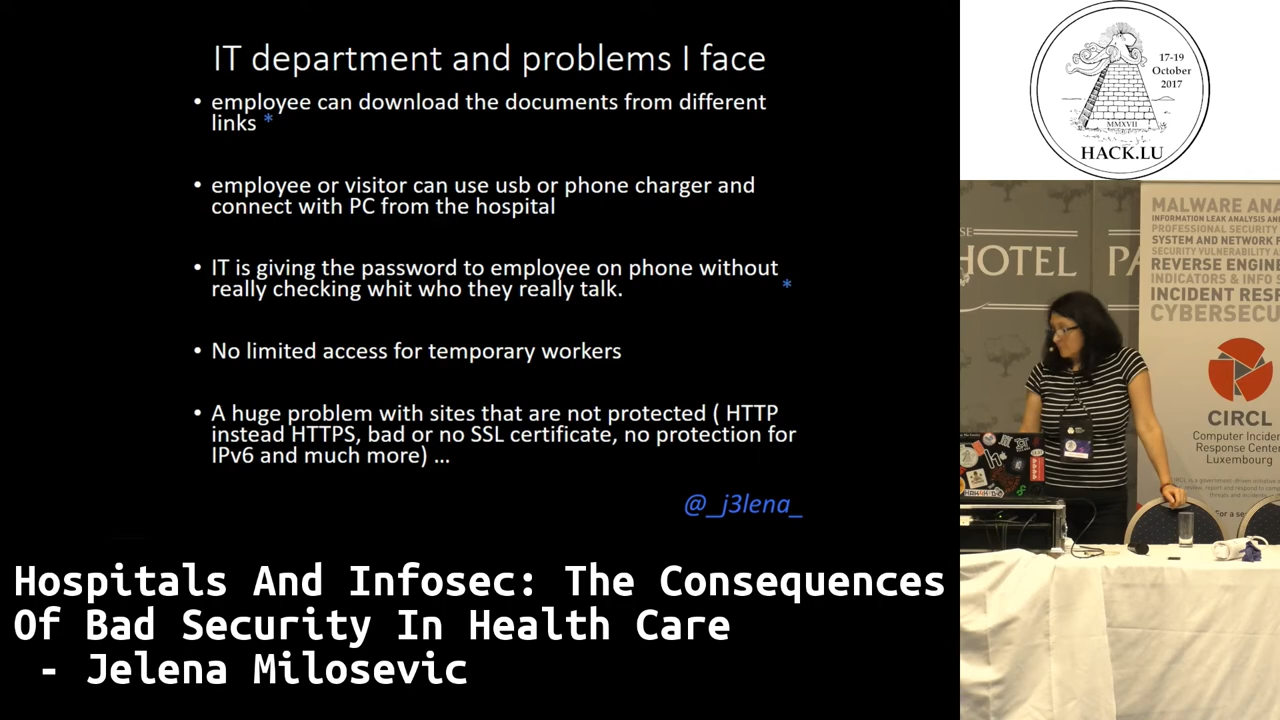 IT department and problems I face
• employee can download the documents from different
links *
• employee or visitor can use usb or phone charger and
connect with PC from the hospital
• IT is giving the password to employee on phone without
really checking whit who they really talk. *
• No limited access for temporary workers
• A huge problem with sites that are not protected ( HTTP
instead HTTPS, bad or no SSL certificate, no protection for
IPv6 and much more) ...
@_j3lena_
Hospitals And Infosec: The Consequences
Of Bad Security In Health Care
- Jelena Milosevic
17-19
October
2017
MMXVII
HACK.LU
HOTEL
PA
MALWARE ANA
INFORMATION LEAK ANALYSIS AN
PROFESSIONAL SECURITY
SYSTEM AND NETWORK F
SECURITY VULNERABILITY A
REVERSE ENGINE
INDICATORS & INFO S
INCIDENT RESP
CYBERSECU
CIRCL
Computer Incide
Response Cente
Luxembourg
For a se